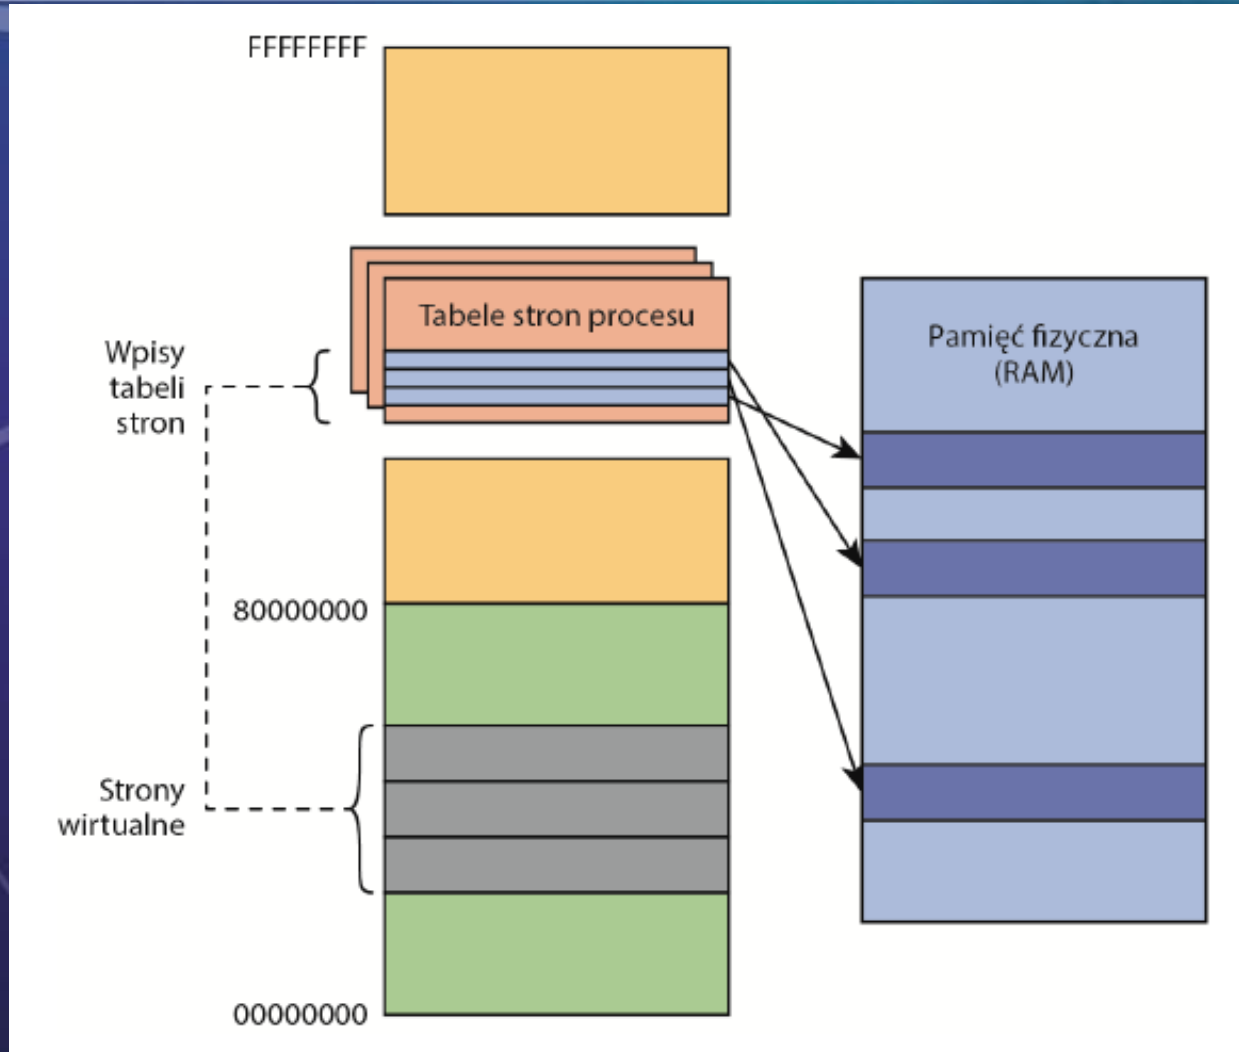 FFFFFFFF
Tabele stron procesu
Wpisy
tabeli
stron
Pamięć fizyczna
(RAM)
80000000
Strony
wirtualne
00000000